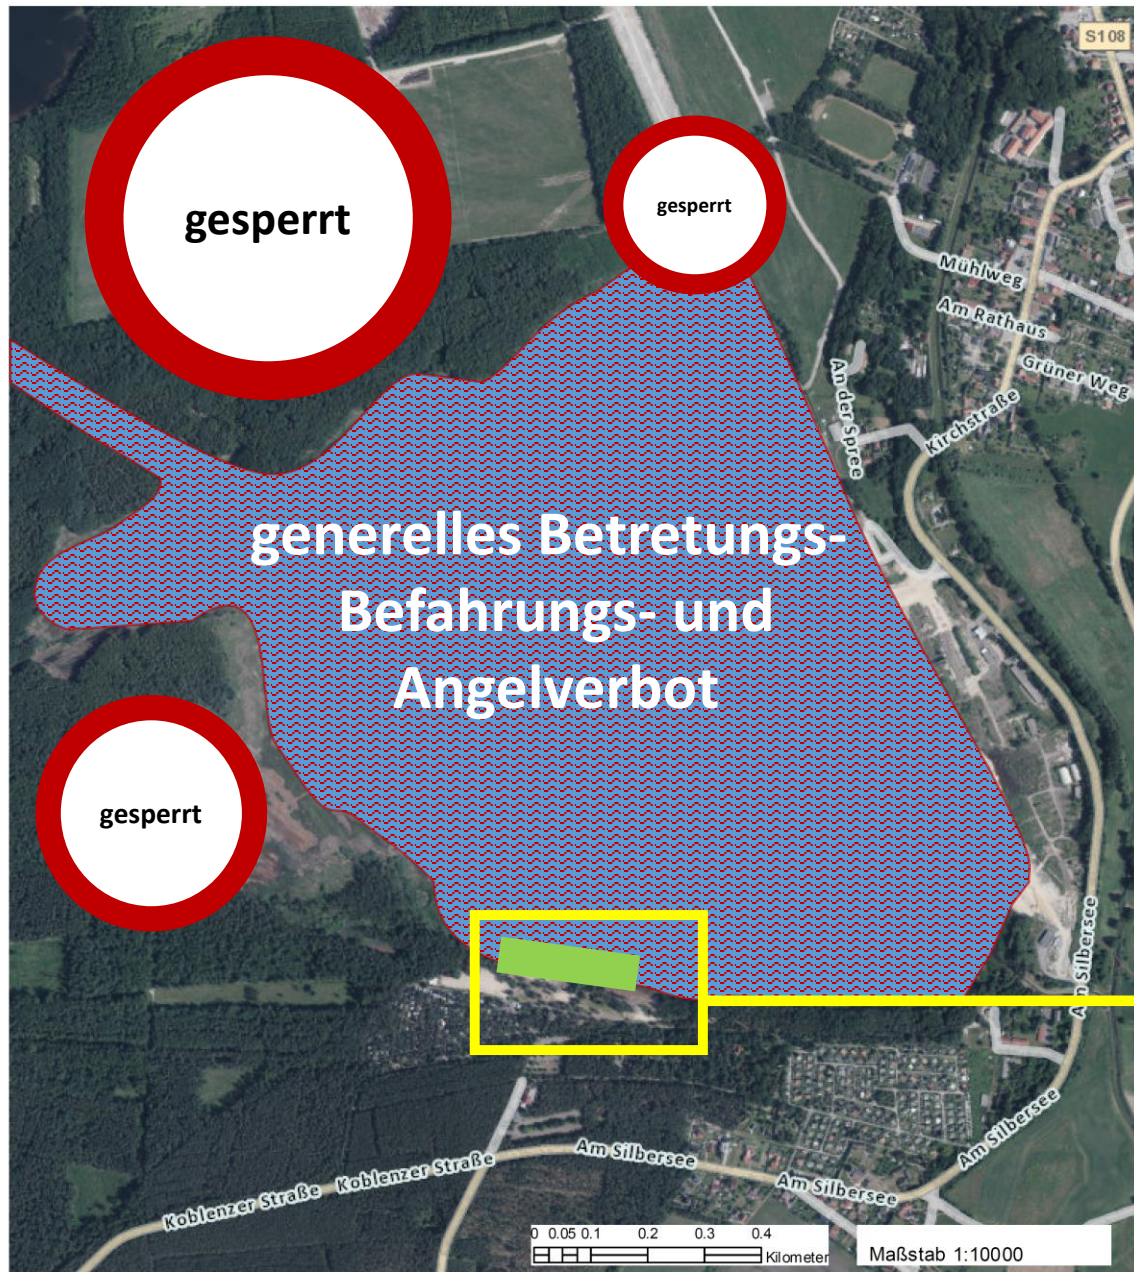 S108
gesperrt
gesperrt
Mühlweg
Am Rathaus
Grüner Weg
An der Spree
Kirchstraße
generelles Betretungs-
Befahrungs- und
Angelverbot
gesperrt
Am Silbersee
Am Silbersee
Am Silbersee
Am Silbersee
Koblenzer Straße
Koblenzer Straße
0 0.05 0.1 0.2 0.3 0.4
Kilometer
Maßstab 1:10000